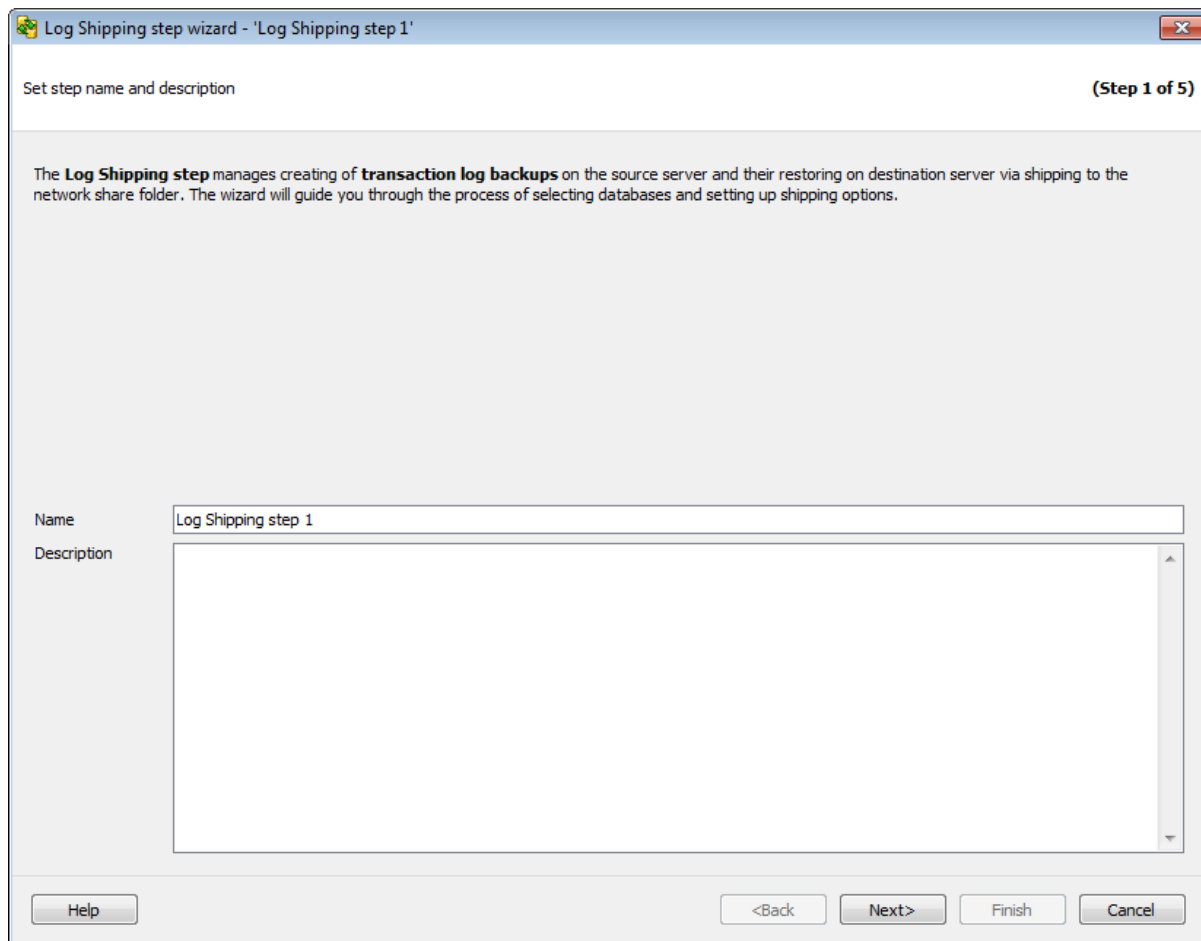 Log Shipping step wizard - 'Log Shipping step 1'
Set step name and description
(Step 1 of 5)
The Log Shipping step manages creating of transaction log backups on the source server and their restoring on destination server via shipping to the
network share folder. The wizard will guide you through the process of selecting databases and setting up shipping options.
Name
Log Shipping step 1
Description
Help
<Back
Next>
Finish
Cancel